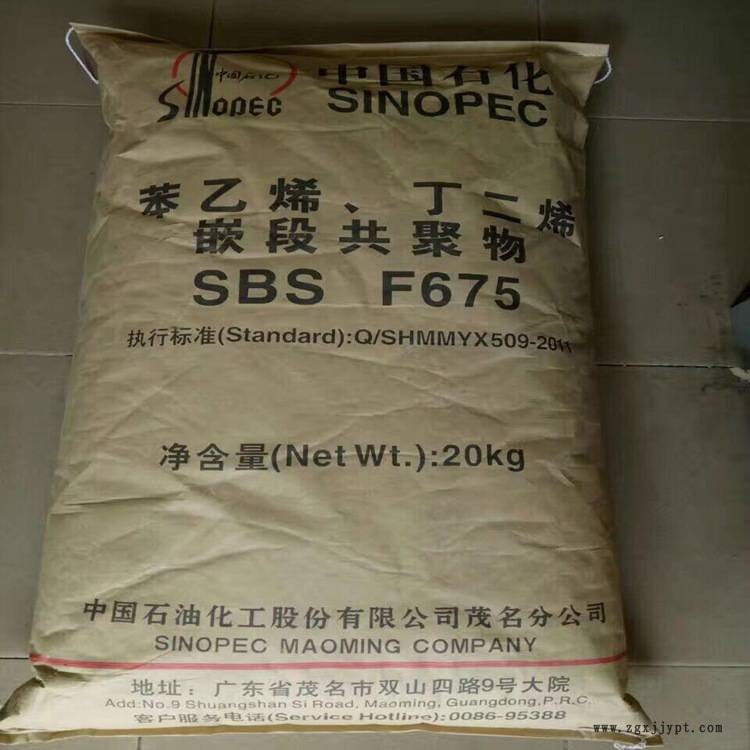 中国石化
SINOPEC
中国石化
SINOPEC
苯乙烯、丁二烯
嵌段共聚物
SBS F675
执行标准(Standard):Q/SHMMYX509-2011
净含量(Net Wt.):20kg
中国石油化工股份有限公司茂名分公司
SINOPEC MAOMING COMPANY
地址：广东省茂名市双山四路9号大院
Add:No.9 Shuangshan Si Road, Maoming, Guangdong,P.R.C.
客户服务电话(Service Hotline):0086-95388
www.zgxjjypt.com